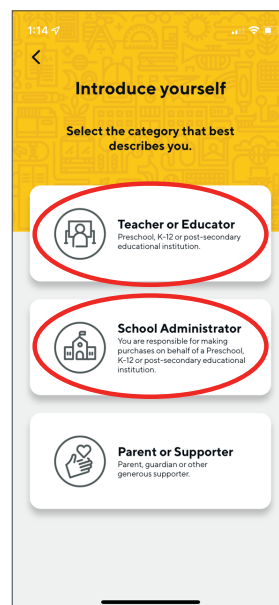 1:14
Introduce yourself
Select the category that best
describes you.
Teacher or Educator
Preschool, K-12 or post-secondary
educational institution.
School Administrator
You are responsible for making
purchases on behalf of a Preschool,
K-12 or post-secondary educational
institution.
Parent or Supporter
Parent, guardian or other
generous supporter.